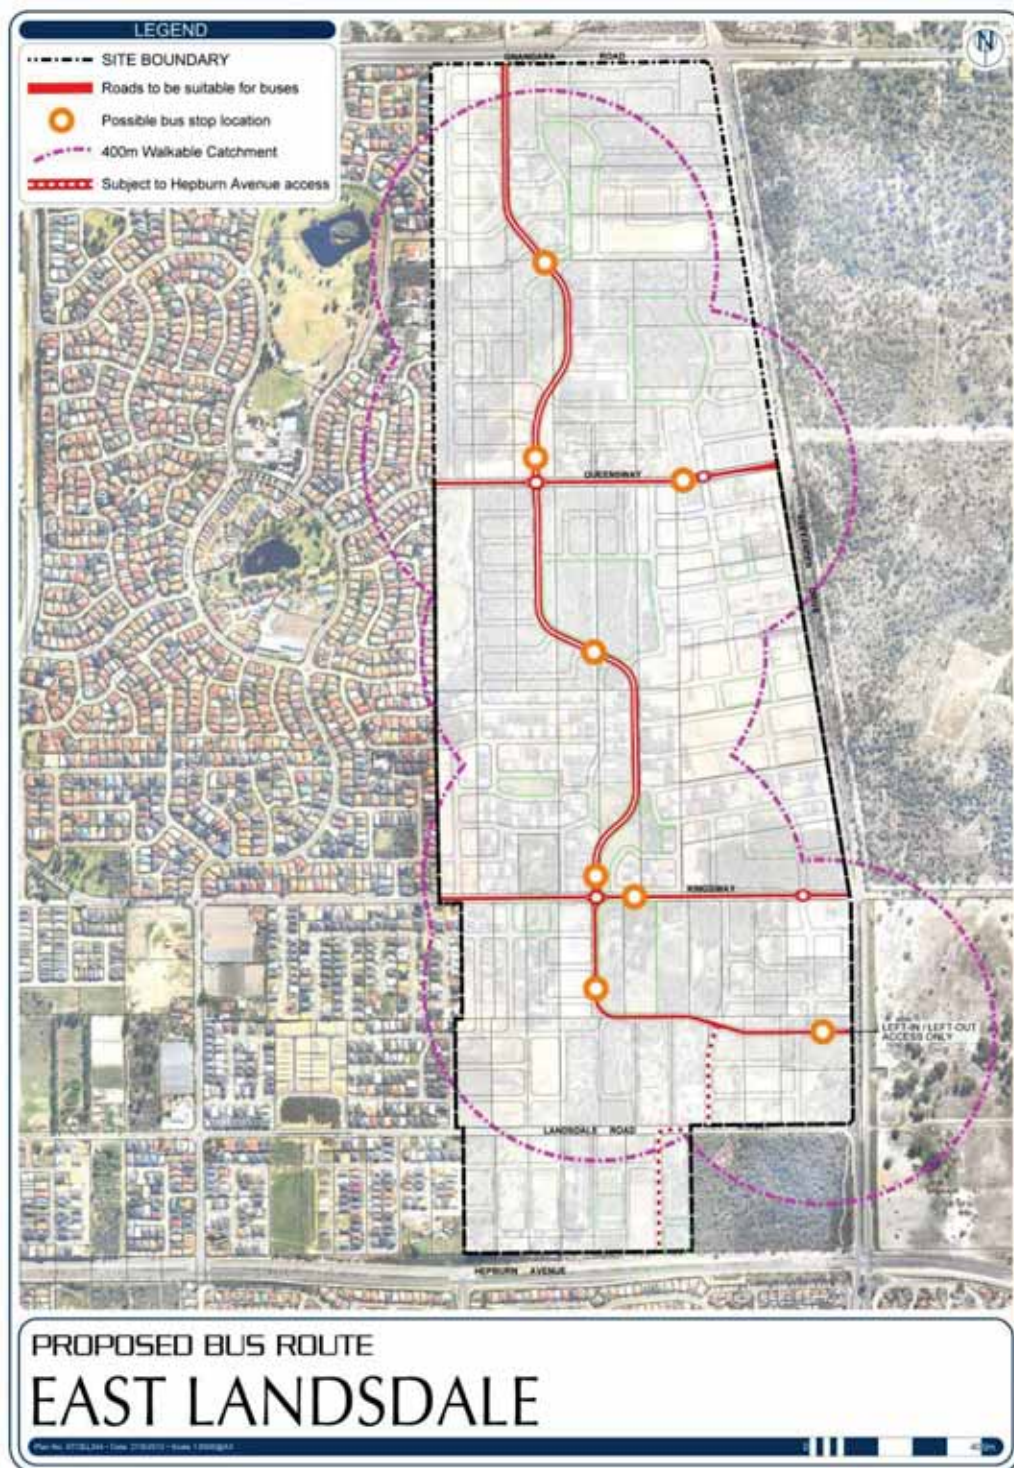 LEGEND
SITE BOUNDARY
Roads to be suitable for buses
Possible bus stop location
400m Walkable Catchment
Subject to Hepburn Avenue access
N
GNANGARA ROAD
QUEENSWAY
KINGSWAY
LEFT-IN / LEFT-OUT
ACCESS ONLY
LANDSDALE ROAD
HEPBURN AVENUE
PROPOSED BUS ROUTE
EAST LANDSDALE